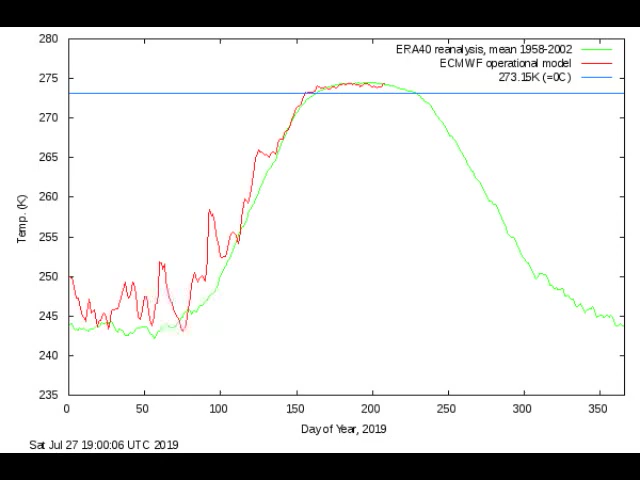 280
275
270
265
260
255
250
245
240
235
Temp. (K)
ERA40 reanalysis, mean 1958-2002
ECMWF operational model
273.15K (=0C)
0 50 100 150 200 250 300 350
Day of Year, 2019
Sat Jul 27 19:00:06 UTC 2019